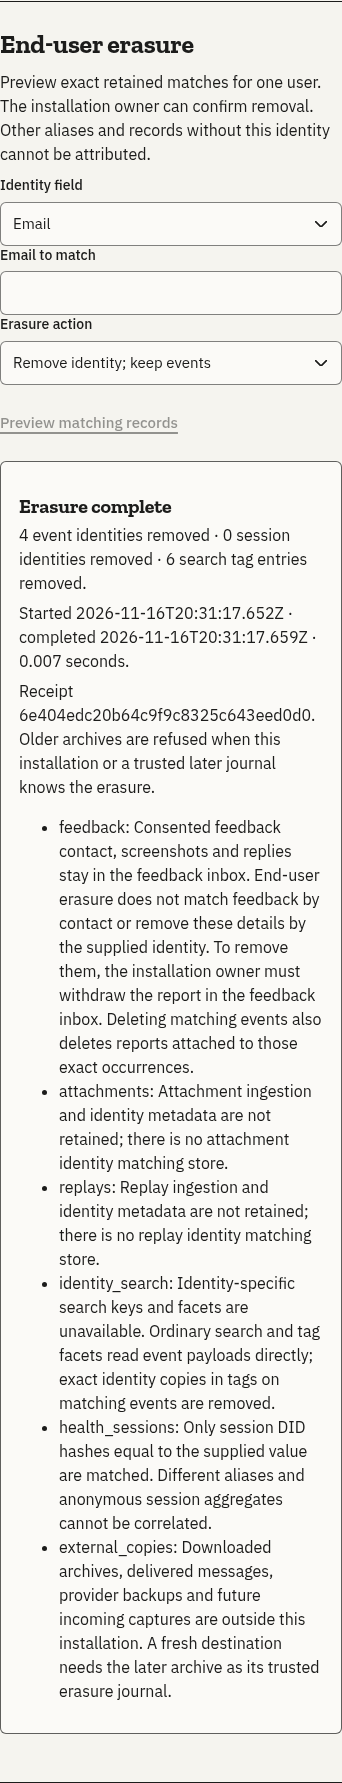 End-user erasure
Preview exact retained matches for one user.
The installation owner can confirm removal.
Other aliases and records without this identity
cannot be attributed.
Identity field
Email
Email to match
Erasure action
Remove identity; keep events
Preview matching records
Erasure complete
4 event identities removed · 0 session
identities removed · 6 search tag entries
removed.
Started 2026-11-16T20:31:17.652Z ·
completed 2026-11-16T20:31:17.659Z ·
0.007 seconds.
Receipt
6e404edc20b64c9f9c8325c643eed0d0.
Older archives are refused when this
installation or a trusted later journal
knows the erasure.
• feedback: Consented feedback
contact, screenshots and replies
stay in the feedback inbox. End-user
erasure does not match feedback by
contact or remove these details by
the supplied identity. To remove
them, the installation owner must
withdraw the report in the feedback
inbox. Deleting matching events also
deletes reports attached to those
exact occurrences.
• attachments: Attachment ingestion
and identity metadata are not
retained; there is no attachment
identity matching store.
• replays: Replay ingestion and
identity metadata are not retained;
there is no replay identity matching
store.
• identity_search: Identity-specific
search keys and facets are
unavailable. Ordinary search and tag
facets read event payloads directly;
exact identity copies in tags on
matching events are removed.
• health_sessions: Only session DID
hashes equal to the supplied value
are matched. Different aliases and
anonymous session aggregates
cannot be correlated.
• external_copies: Downloaded
archives, delivered messages,
provider backups and future
incoming captures are outside this
installation. A fresh destination
needs the later archive as its trusted
erasure journal.